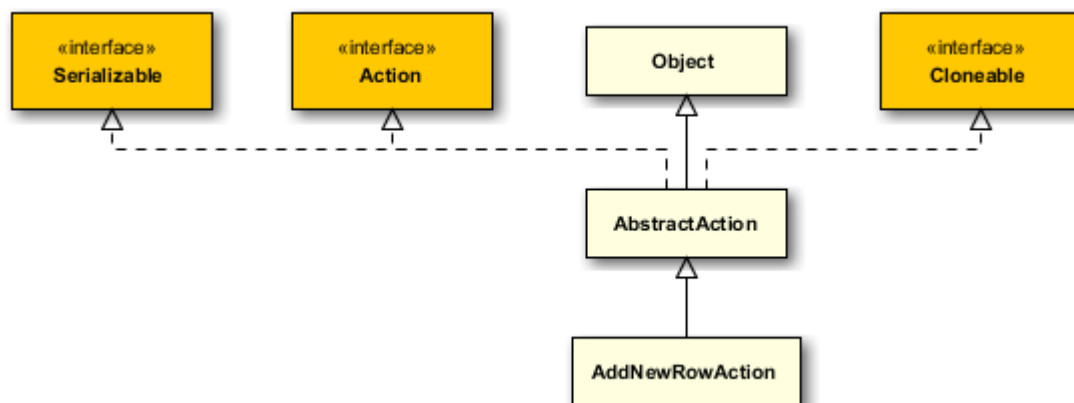 «interface»
Serializable
«interface»
Action
Object
«interface»
Cloneable
AbstractAction
AddNewRowAction